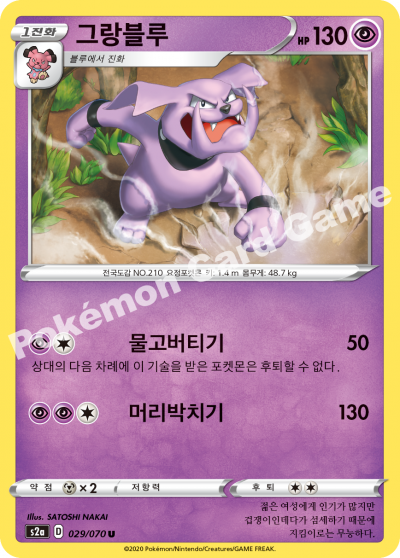 1진화
그랑블루
HP 130
블루에서 진화
전국도감 NO.210 요정포켓몬 키: 1.4 m 몸무게: 48.7 kg
Pokémon Card Game
물고버티기 50
상대의 다음 차례에 이 기술을 받은 포켓몬은 후퇴할 수 없다.
머리박치기 130
약점 ×2 저항력 후퇴
Illus. SATOSHI NAKAI
s2a D 029/070 U
젊은 여성에게 인기가 많지만
겁쟁이인데다가 섬세하기 때문에
지킴이로는 무능하다.
©2020 Pokémon/Nintendo/Creatures/GAME FREAK.